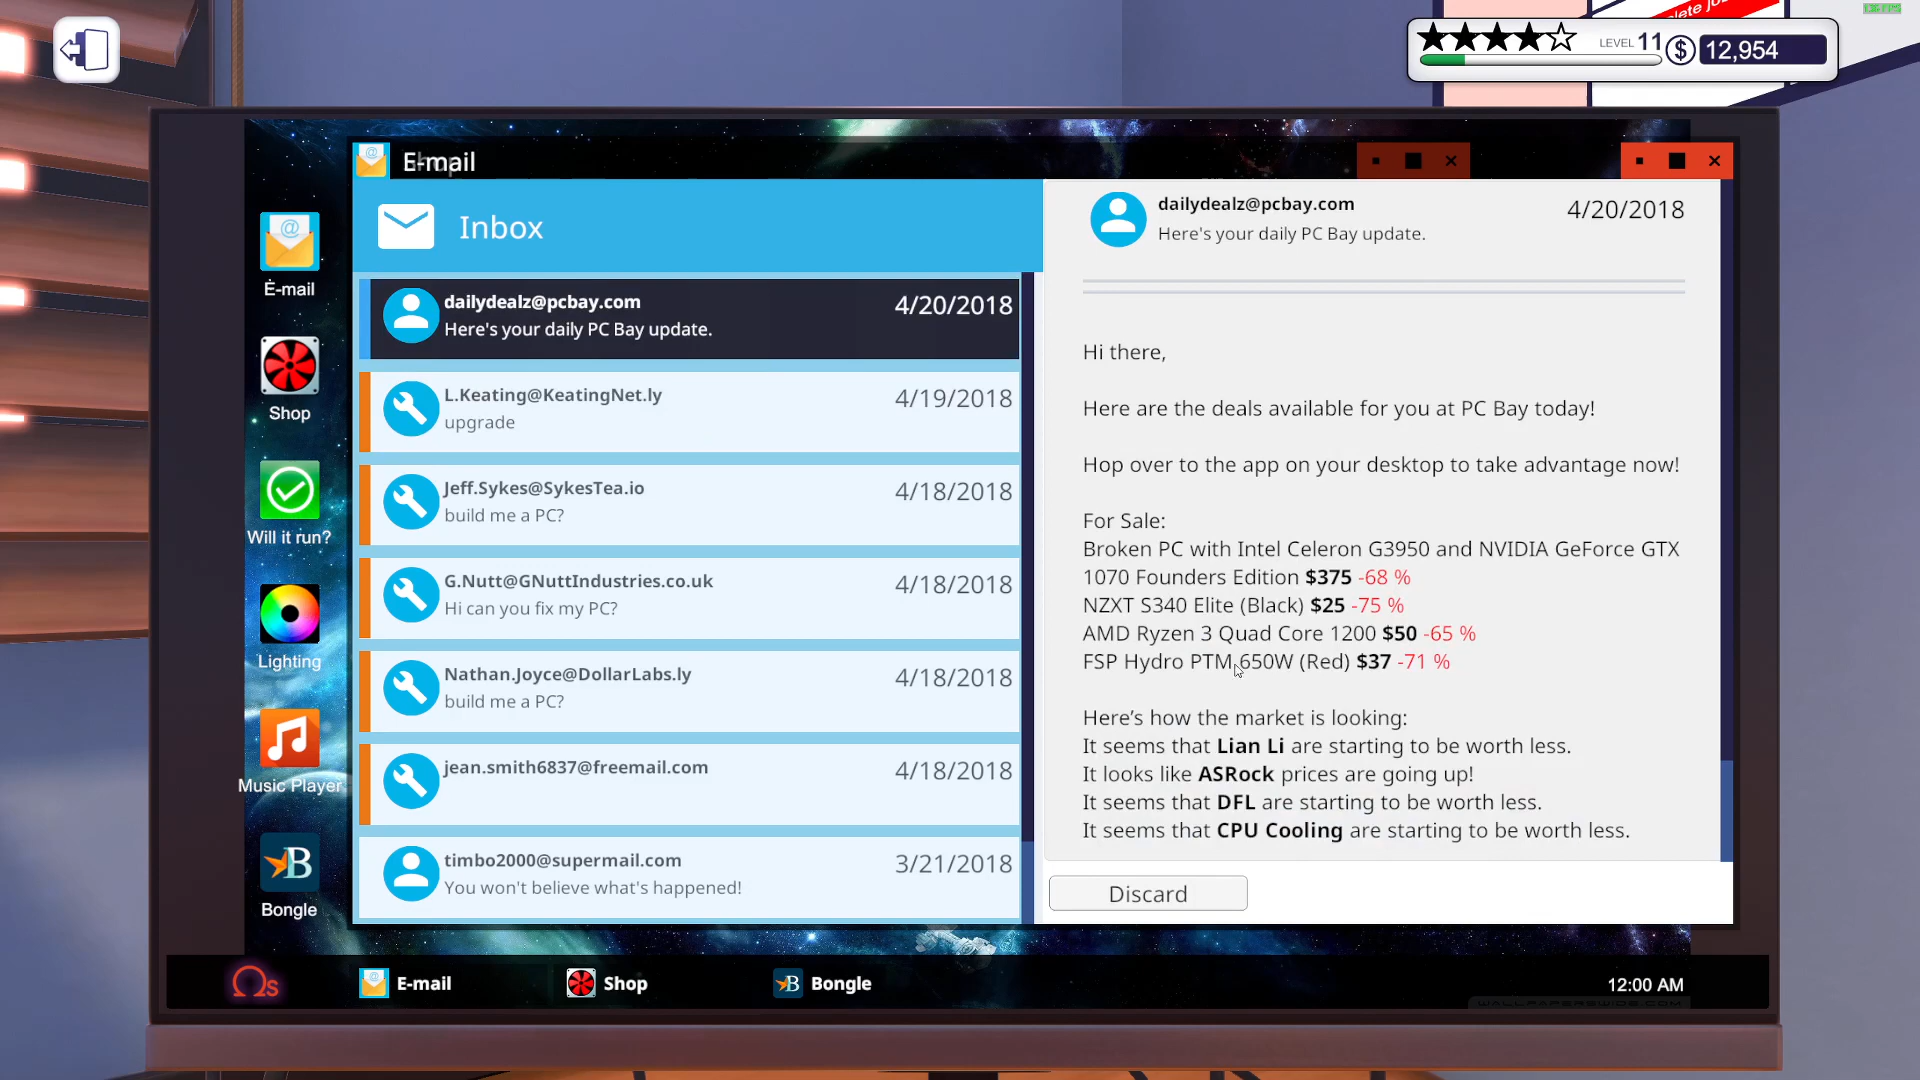 LEVEL 11
$ 12,954
E-mail
Inbox
dailydealz@pcbay.com
4/20/2018
Here's your daily PC Bay update.
L.Keating@KeatingNet.ly
4/19/2018
upgrade
Jeff.Sykes@SykesTea.io
4/18/2018
build me a PC?
G.Nutt@GNuttIndustries.co.uk
4/18/2018
Hi can you fix my PC?
Nathan.Joyce@DollarLabs.ly
4/18/2018
build me a PC?
jean.smith6837@freemail.com
4/18/2018
timbo2000@supermail.com
3/21/2018
You won't believe what's happened!
dailydealz@pcbay.com
4/20/2018
Here's your daily PC Bay update.
Hi there,
Here are the deals available for you at PC Bay today!
Hop over to the app on your desktop to take advantage now!
For Sale:
Broken PC with Intel Celeron G3950 and NVIDIA GeForce GTX
1070 Founders Edition $375 -68 %
NZXT S340 Elite (Black) $25 -75 %
AMD Ryzen 3 Quad Core 1200 $50 -65 %
FSP Hydro PTM 650W (Red) $37 -71 %
Here's how the market is looking:
It seems that Lian Li are starting to be worth less.
It looks like ASRock prices are going up!
It seems that DFL are starting to be worth less.
It seems that CPU Cooling are starting to be worth less.
Discard
E-mail
Shop
Will it run?
Lighting
Music Player
Bongle
E-mail
Shop
Bongle
12:00 AM